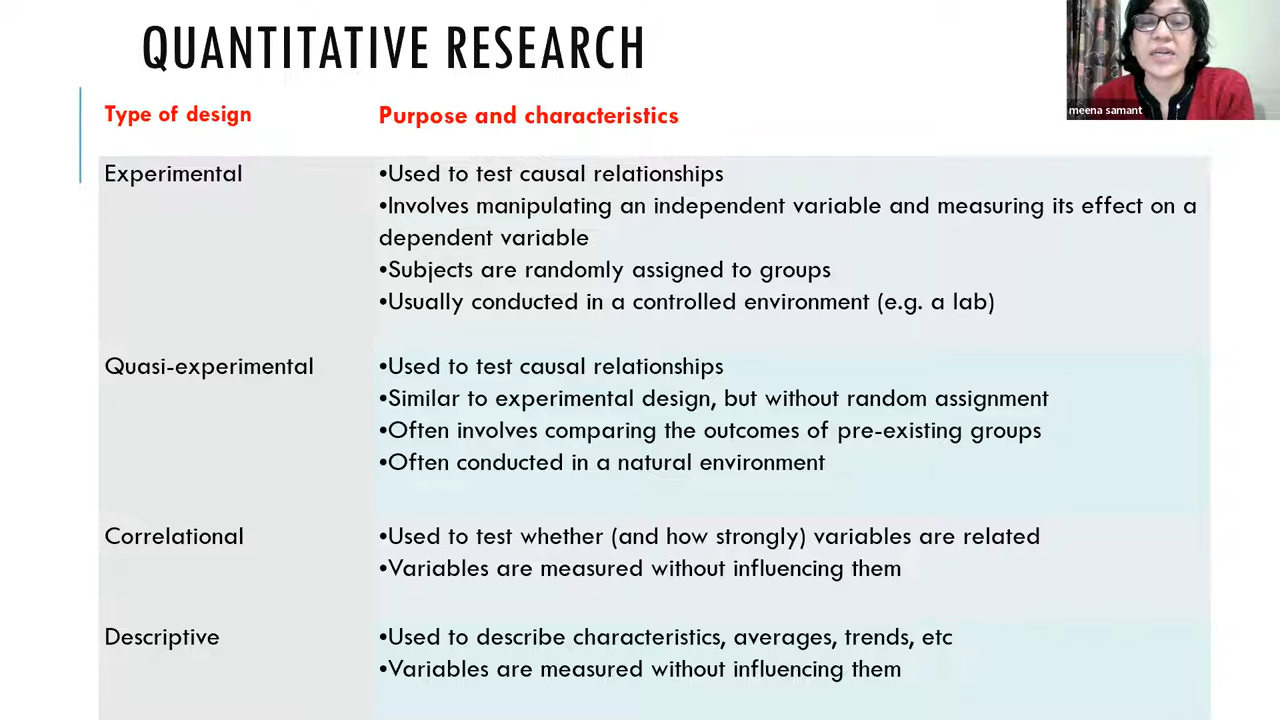 QUANTITATIVE RESEARCH
meena samant
Type of design
Purpose and characteristics
Experimental
•Used to test causal relationships
•Involves manipulating an independent variable and measuring its effect on a
dependent variable
•Subjects are randomly assigned to groups
•Usually conducted in a controlled environment (e.g. a lab)
Quasi-experimental
•Used to test causal relationships
•Similar to experimental design, but without random assignment
•Often involves comparing the outcomes of pre-existing groups
•Often conducted in a natural environment
Correlational
•Used to test whether (and how strongly) variables are related
•Variables are measured without influencing them
Descriptive
•Used to describe characteristics, averages, trends, etc
•Variables are measured without influencing them